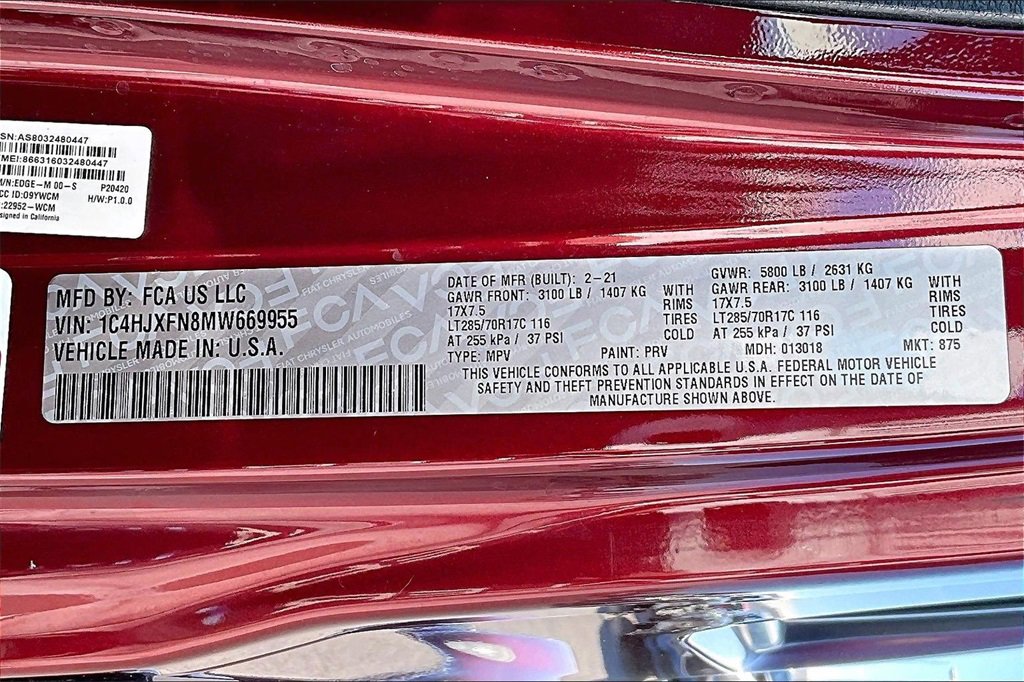 SN:AS8032480447
MEI:866316032480447
M/N:EDGE-M 00-S P20420
CC ID:O9YWCM H/W:P1.0.0
:22952-WCM
signed in California
MFD BY: FCA US LLC
VIN: 1C4HJXFN8MW669955
VEHICLE MADE IN: U.S.A.
DATE OF MFR (BUILT): 2-21
GAWR FRONT: 3100 LB / 1407 KG WITH
17X7.5 RIMS
LT285/70R17C 116 TIRES
AT 255 kPa / 37 PSI COLD
GVWR: 5800 LB / 2631 KG
GAWR REAR: 3100 LB / 1407 KG WITH
17X7.5 RIMS
LT285/70R17C 116 TIRES
AT 255 kPa / 37 PSI COLD
TYPE: MPV PAINT: PRV MDH: 013018 MKT: 875
THIS VEHICLE CONFORMS TO ALL APPLICABLE U.S.A. FEDERAL MOTOR VEHICLE
SAFETY AND THEFT PREVENTION STANDARDS IN EFFECT ON THE DATE OF
MANUFACTURE SHOWN ABOVE.
FIAT CHRYSLER AUTOMOBILES